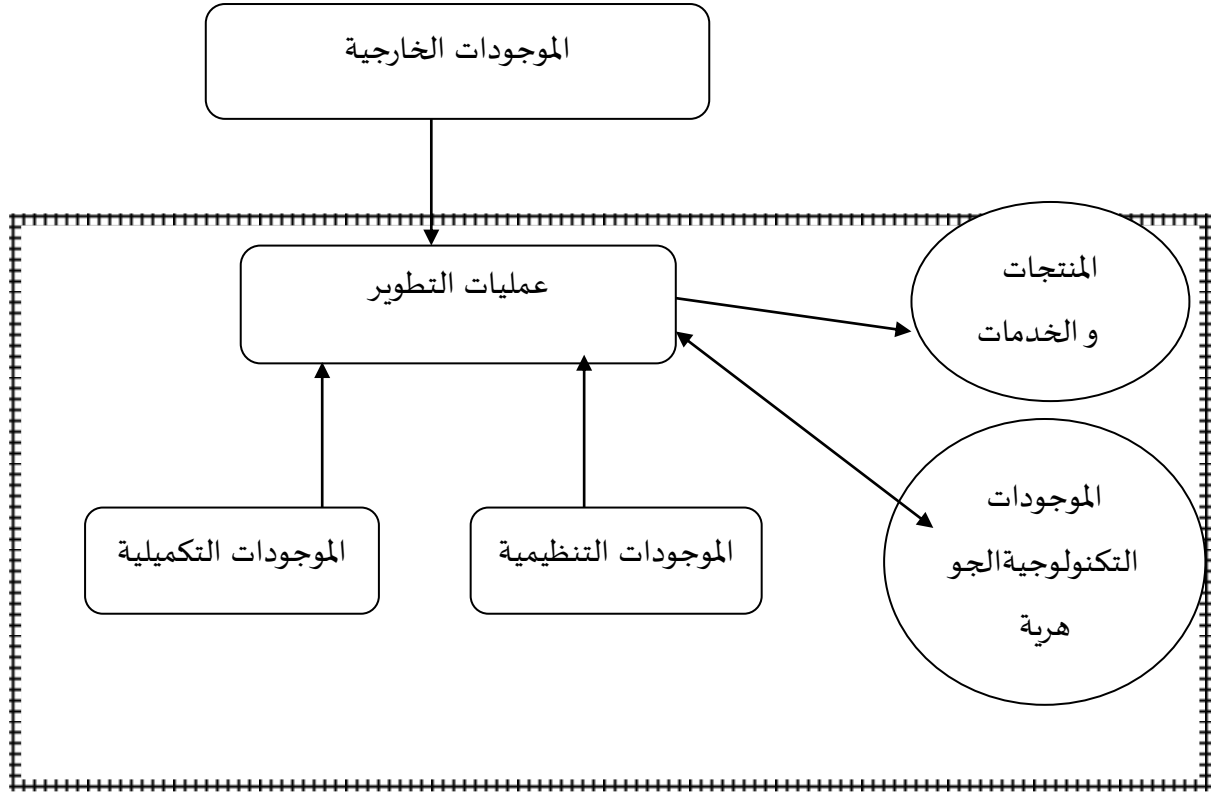 الموجودات الخارجية
عمليات التطوير
المنتجات
و الخدمات
الموجودات التكميلية
الموجودات التنظيمية
الموجودات
التكنولوجيةالجو
هرية